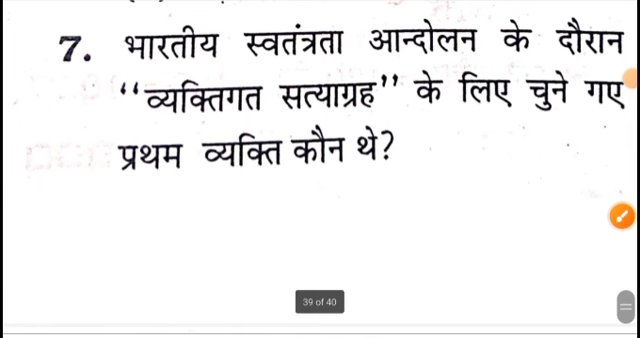 7. भारतीय स्वतंत्रता आन्दोलन के दौरान
“व्यक्तिगत सत्याग्रह” के लिए चुने गए
प्रथम व्यक्ति कौन थे?
39 of 40